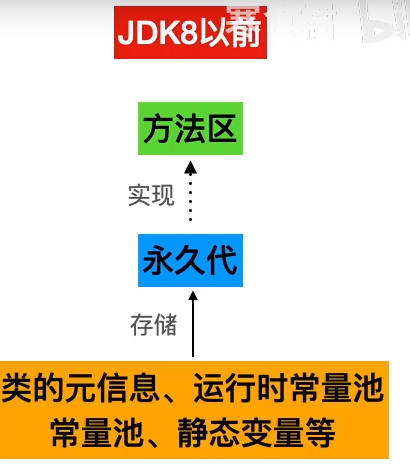 JDK8以前
方法区
实现
永久代
存储
类的元信息、运行时常量池
常量池、静态变量等